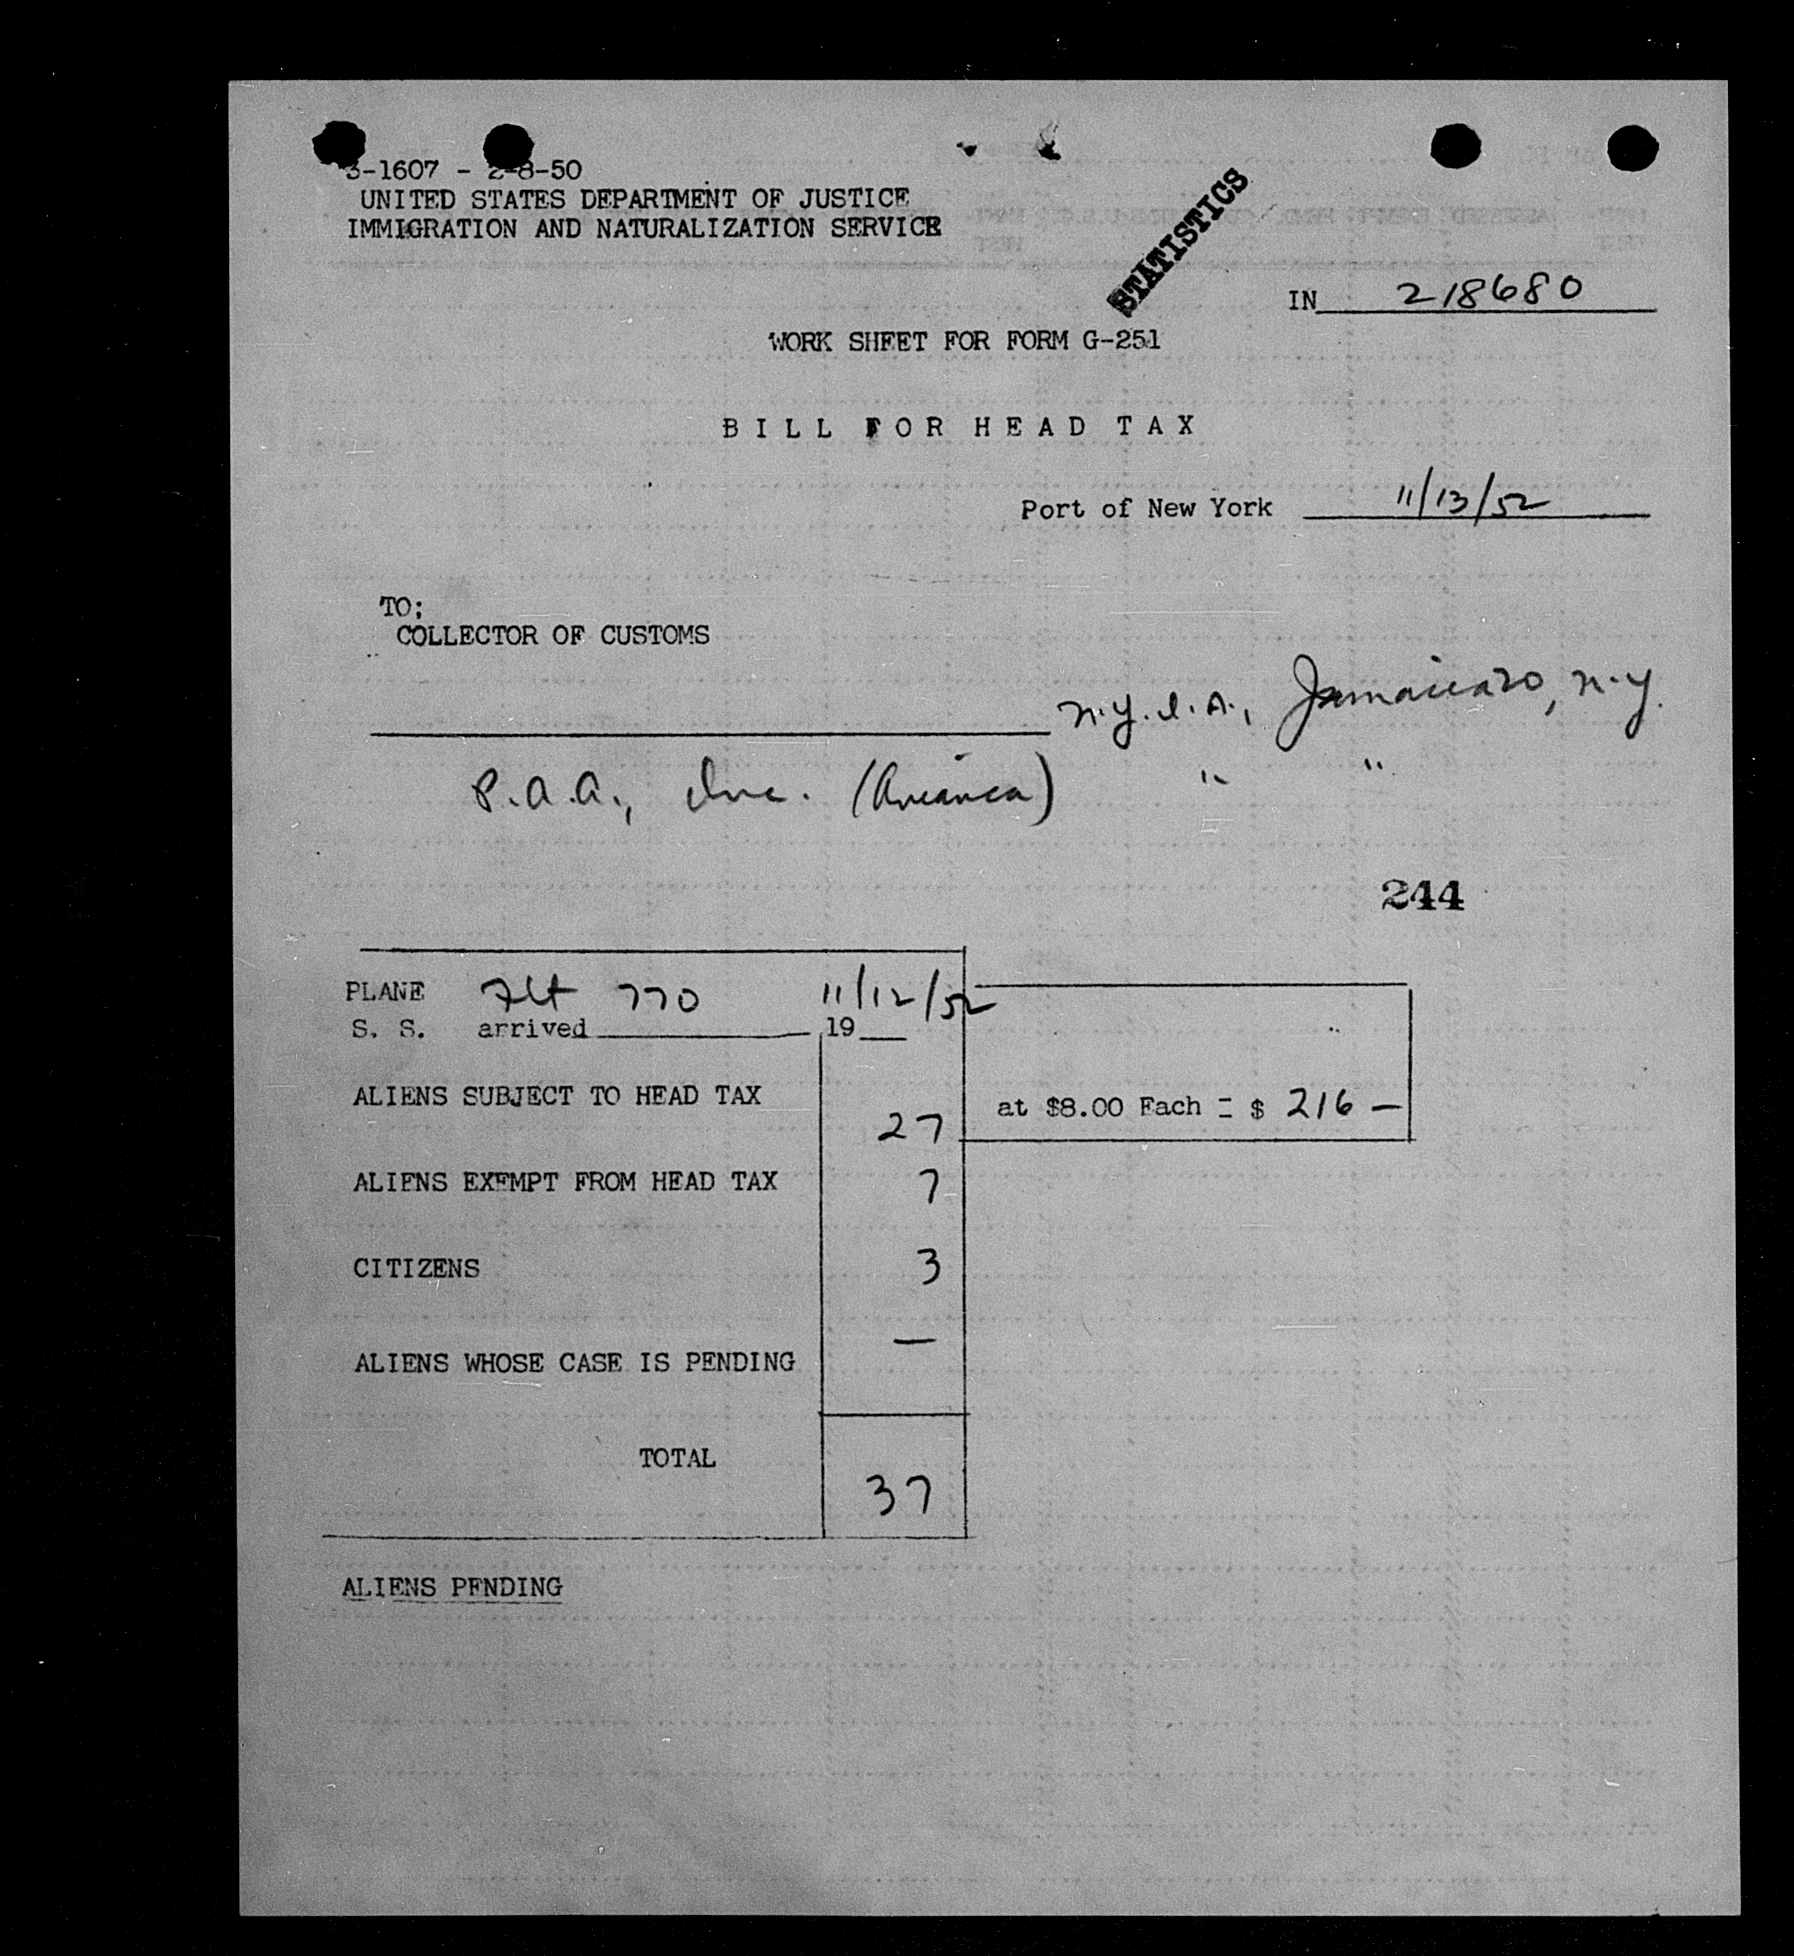 3-1607 - 2-8-50
UNITED STATES DEPARTMENT OF JUSTICE
IMMIGRATION AND NATURALIZATION SERVICE
STATISTICS
IN 218680
WORK SHEET FOR FORM G-251
BILL FOR HEAD TAX
Port of New York 11/13/52
TO;
COLLECTOR OF CUSTOMS
N.Y.I.A., Jamaica 30, N.Y.
P.A.A., Inc. (Avianca) " "
244
PLANE Flt 770 11/12/52
S. S. arrived 19
ALIENS SUBJECT TO HEAD TAX 27 at $8.00 Each = $ 216 —
ALIENS EXEMPT FROM HEAD TAX 7
CITIZENS 3
ALIENS WHOSE CASE IS PENDING —
TOTAL 37
ALIENS PENDING